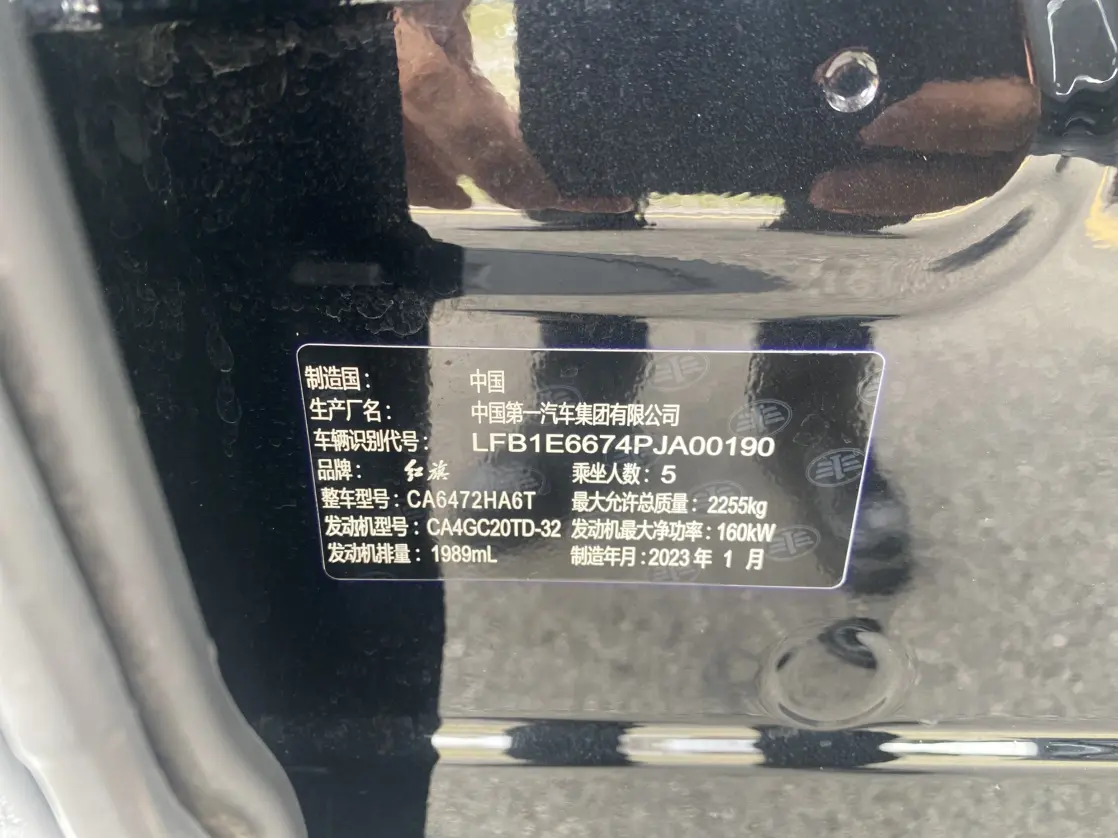 制造国： 中国
生产厂名： 中国第一汽车集团有限公司
车辆识别代号： LFB1E6674PJA00190
品牌： 红旗 乘坐人数：5
整车型号：CA6472HA6T 最大允许总质量：2255kg
发动机型号：CA4GC20TD-32 发动机最大净功率：160kW
发动机排量：1989mL 制造年月：2023 年 1 月